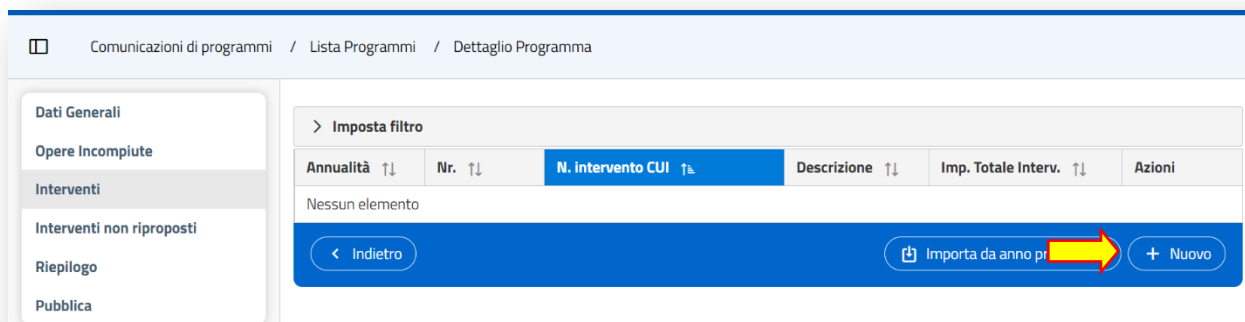 Comunicazioni di programmi / Lista Programmi / Dettaglio Programma
Dati Generali
Opere Incompiute
Interventi
Interventi non riproposti
Riepilogo
Pubblica
Imposta filtro
Annualità Nr. N. intervento CUI Descrizione Imp. Totale Interv. Azioni
Nessun elemento
Indietro
Importa da anno
+ Nuovo